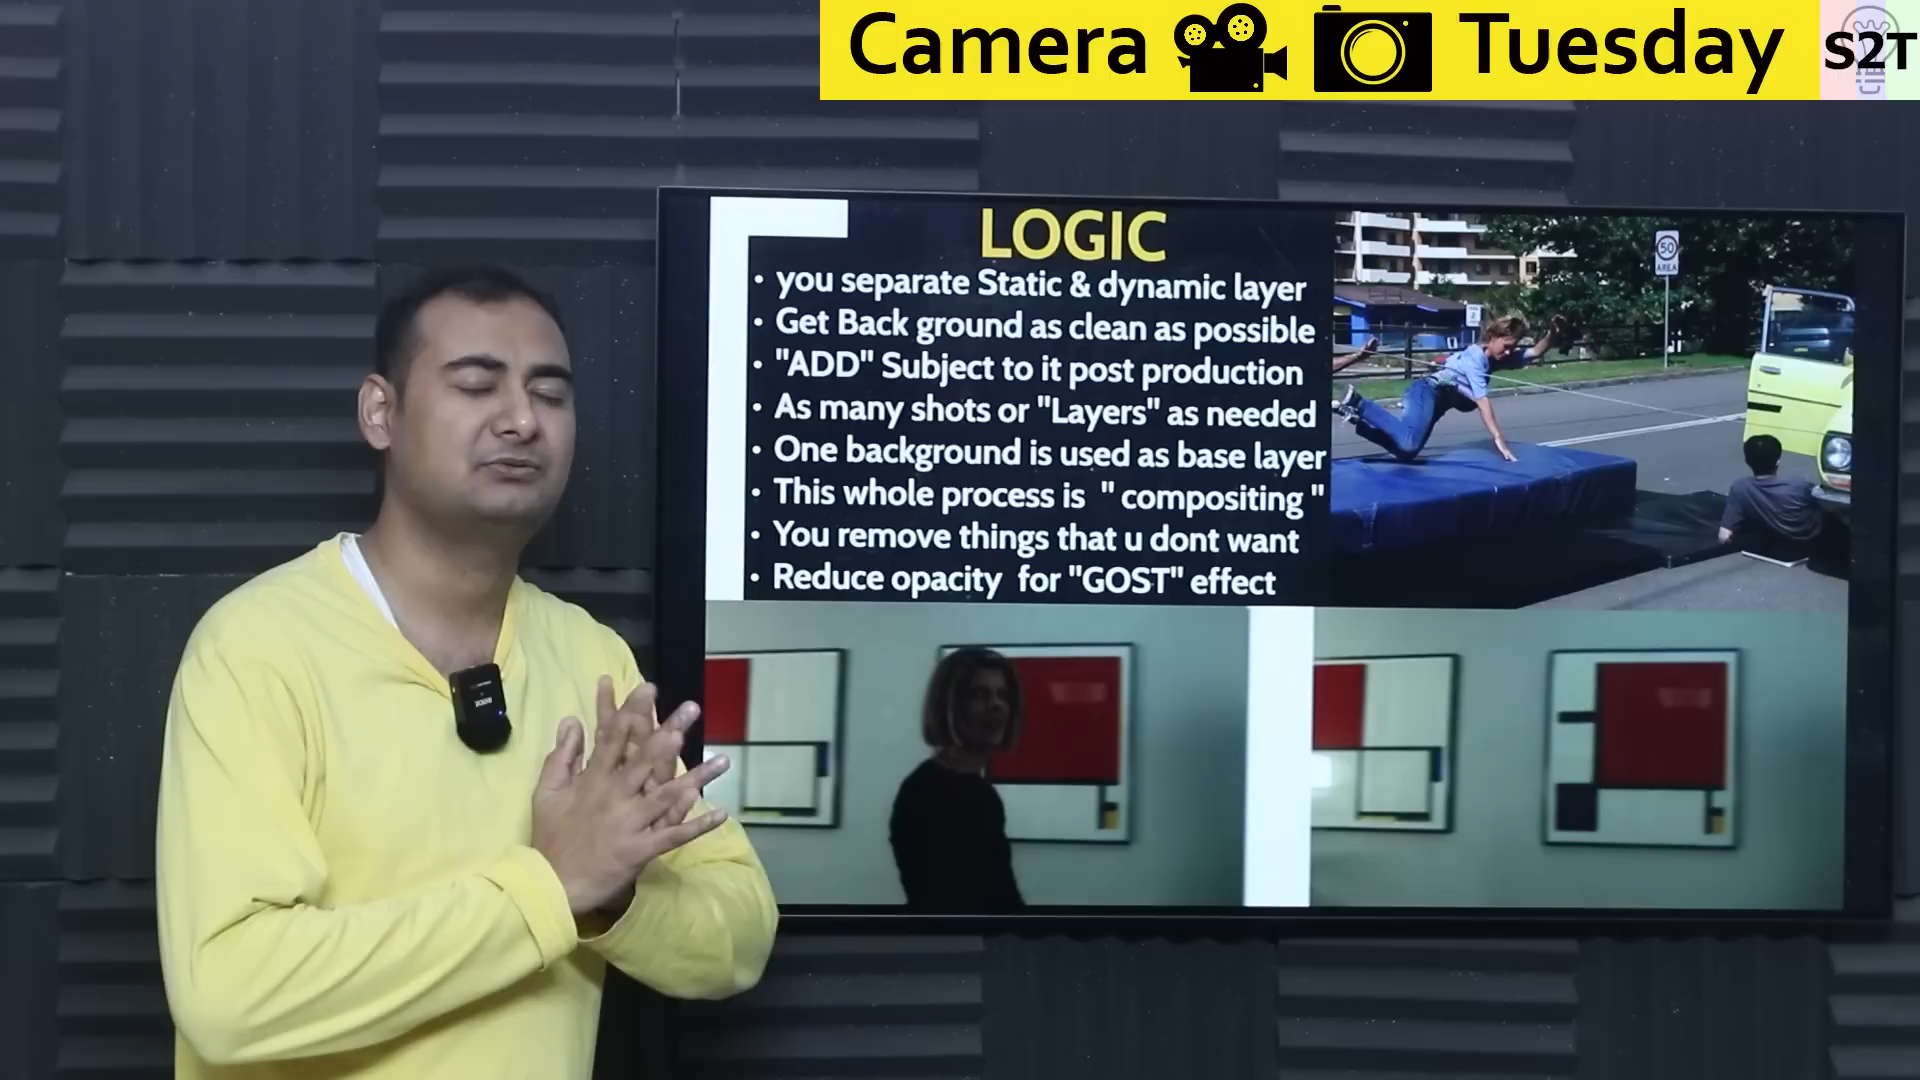 Camera Tuesday S2T
LOGIC
• you separate Static & dynamic layer
• Get Back ground as clean as possible
• "ADD" Subject to it post production
• As many shots or "Layers" as needed
• One background is used as base layer
• This whole process is " compositing "
• You remove things that u dont want
• Reduce opacity for "GOST" effect
50
AREA
RODE